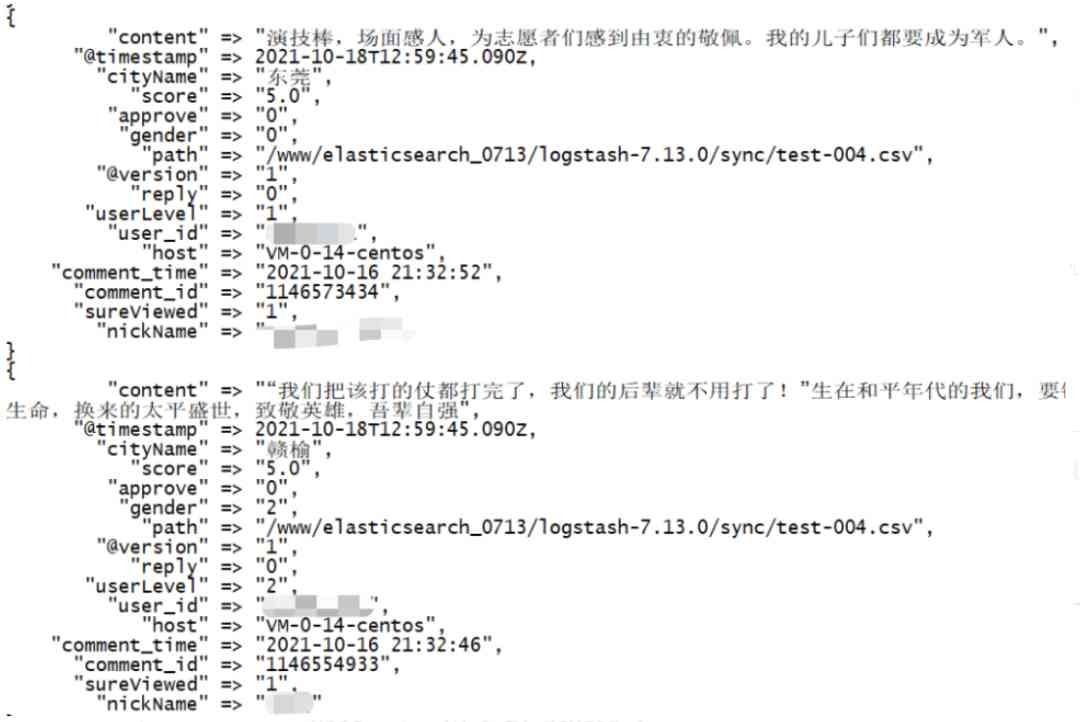 {
"content" => "演技棒，场面感人，为志愿者们感到由衷的敬佩。我的儿子们都要成为军人。",
"@timestamp" => 2021-10-18T12:59:45.090Z,
"cityName" => "东莞",
"score" => "5.0",
"approve" => "0",
"gender" => "0",
"path" => "/www/elasticsearch_0713/logstash-7.13.0/sync/test-004.csv",
"@version" => "1",
"reply" => "0",
"userLevel" => "1",
"user_id" => "",
"host" => "VM-0-14-centos",
"comment_time" => "2021-10-16 21:32:52",
"comment_id" => "1146573434",
"sureViewed" => "1",
"nickName" => "
}
{
"content" => "“我们把该打的仗都打完了，我们的后辈就不用打了！"生在和平年代的我们，要
生命，换来的太平盛世，致敬英雄，吾辈自强",
"@timestamp" => 2021-10-18T12:59:45.090Z,
"cityName" => "赣榆",
"score" => "5.0",
"approve" => "0",
"gender" => "2",
"path" => "/www/elasticsearch_0713/logstash-7.13.0/sync/test-004.csv",
"@version" => "1",
"reply" => "0",
"userLevel" => "2",
"user_id" => "",
"host" => "VM-0-14-centos",
"comment_time" => "2021-10-16 21:32:46",
"comment_id" => "1146554933",
"sureViewed" => "1",
"nickName" => ""